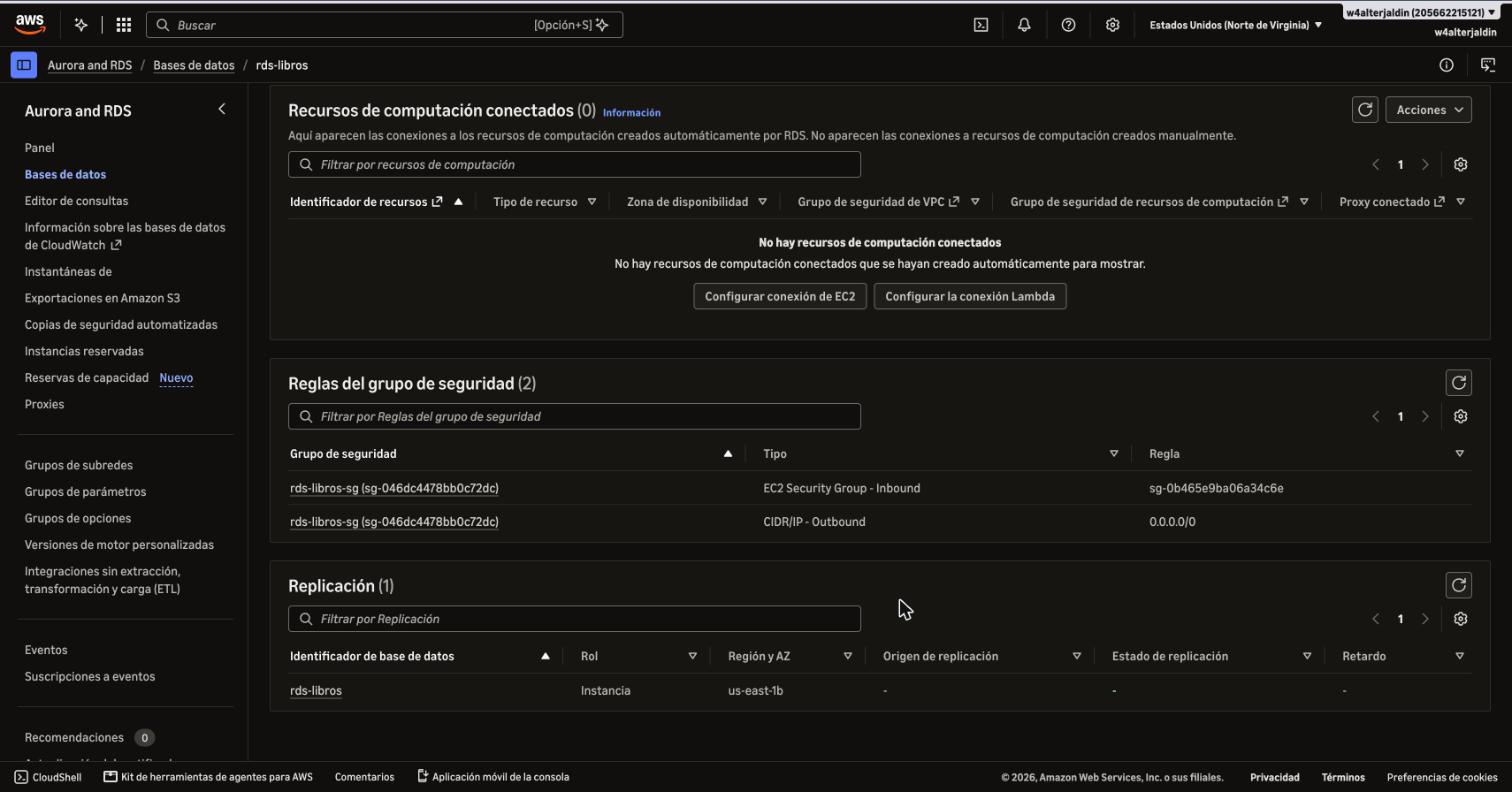 aws
Buscar
[Opción+S]
Estados Unidos (Norte de Virginia)
w4alterjaldin (205662215121)
w4alterjaldin
Aurora and RDS / Bases de datos / rds-libros
Aurora and RDS
Panel
Bases de datos
Editor de consultas
Información sobre las bases de datos
de CloudWatch
Instantáneas de
Exportaciones en Amazon S3
Copias de seguridad automatizadas
Instancias reservadas
Reservas de capacidad Nuevo
Proxies
Grupos de subredes
Grupos de parámetros
Grupos de opciones
Versiones de motor personalizadas
Integraciones sin extracción,
transformación y carga (ETL)
Eventos
Suscripciones a eventos
Recomendaciones 0
Recursos de computación conectados (0) Información
Acciones
Aquí aparecen las conexiones a los recursos de computación creados automáticamente por RDS. No aparecen las conexiones a recursos de computación creados manualmente.
Filtrar por recursos de computación
1
Identificador de recursos Tipo de recurso Zona de disponibilidad Grupo de seguridad de VPC Grupo de seguridad de recursos de computación Proxy conectado
No hay recursos de computación conectados
No hay recursos de computación conectados que se hayan creado automáticamente para mostrar.
Configurar conexión de EC2 Configurar la conexión Lambda
Reglas del grupo de seguridad (2)
Filtrar por Reglas del grupo de seguridad
1
Grupo de seguridad Tipo Regla
rds-libros-sg (sg-046dc4478bb0c72dc) EC2 Security Group - Inbound sg-0b465e9ba06a34c6e
rds-libros-sg (sg-046dc4478bb0c72dc) CIDR/IP - Outbound 0.0.0.0/0
Replicación (1)
Filtrar por Replicación
1
Identificador de base de datos Rol Región y AZ Origen de replicación Estado de replicación Retardo
rds-libros Instancia us-east-1b - - -
CloudShell Kit de herramientas de agentes para AWS Comentarios Aplicación móvil de la consola
© 2026, Amazon Web Services, Inc. o sus filiales. Privacidad Términos Preferencias de cookies